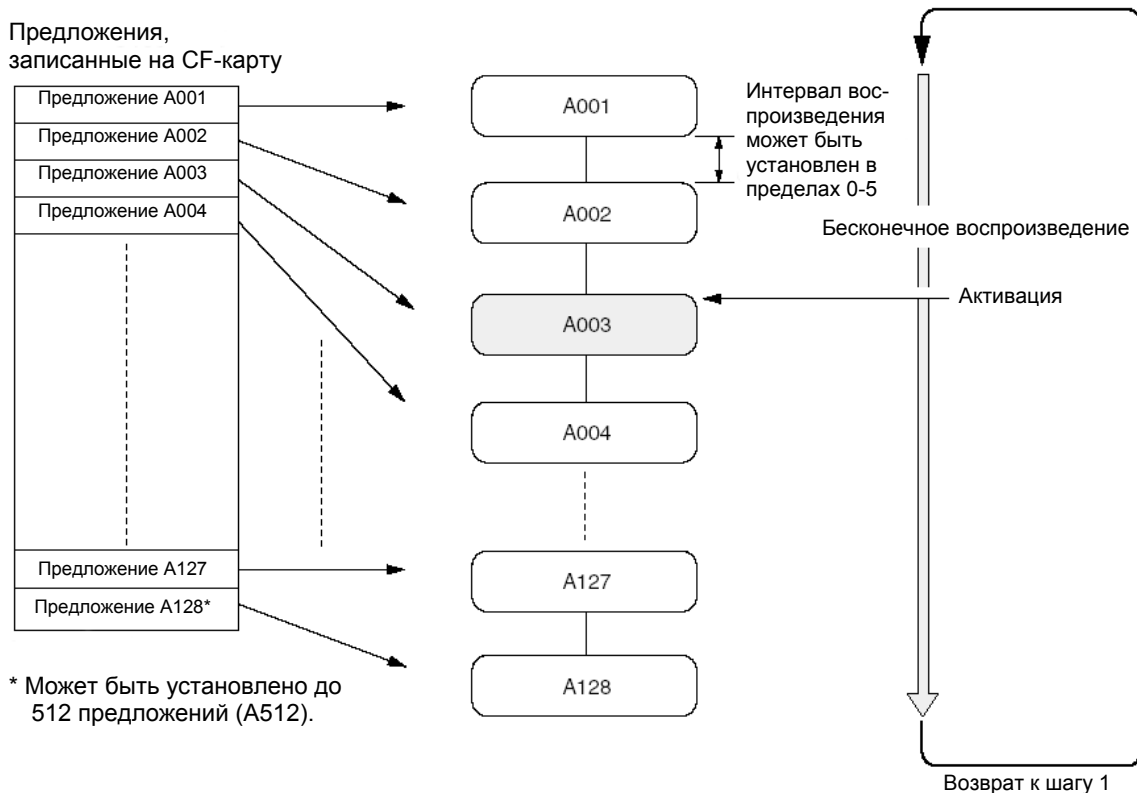 Предложения,
записанные на CF-карту
Предложение A001
Предложение A002
Предложение A003
Предложение A004
Предложение A127
Предложение A128*
* Может быть установлено до
512 предложений (A512).
A001
A002
A003
A004
A127
A128
Интервал вос-
произведения
может быть
установлен в
пределах 0-5
Бесконечное воспроизведение
Активация
Возврат к шагу 1